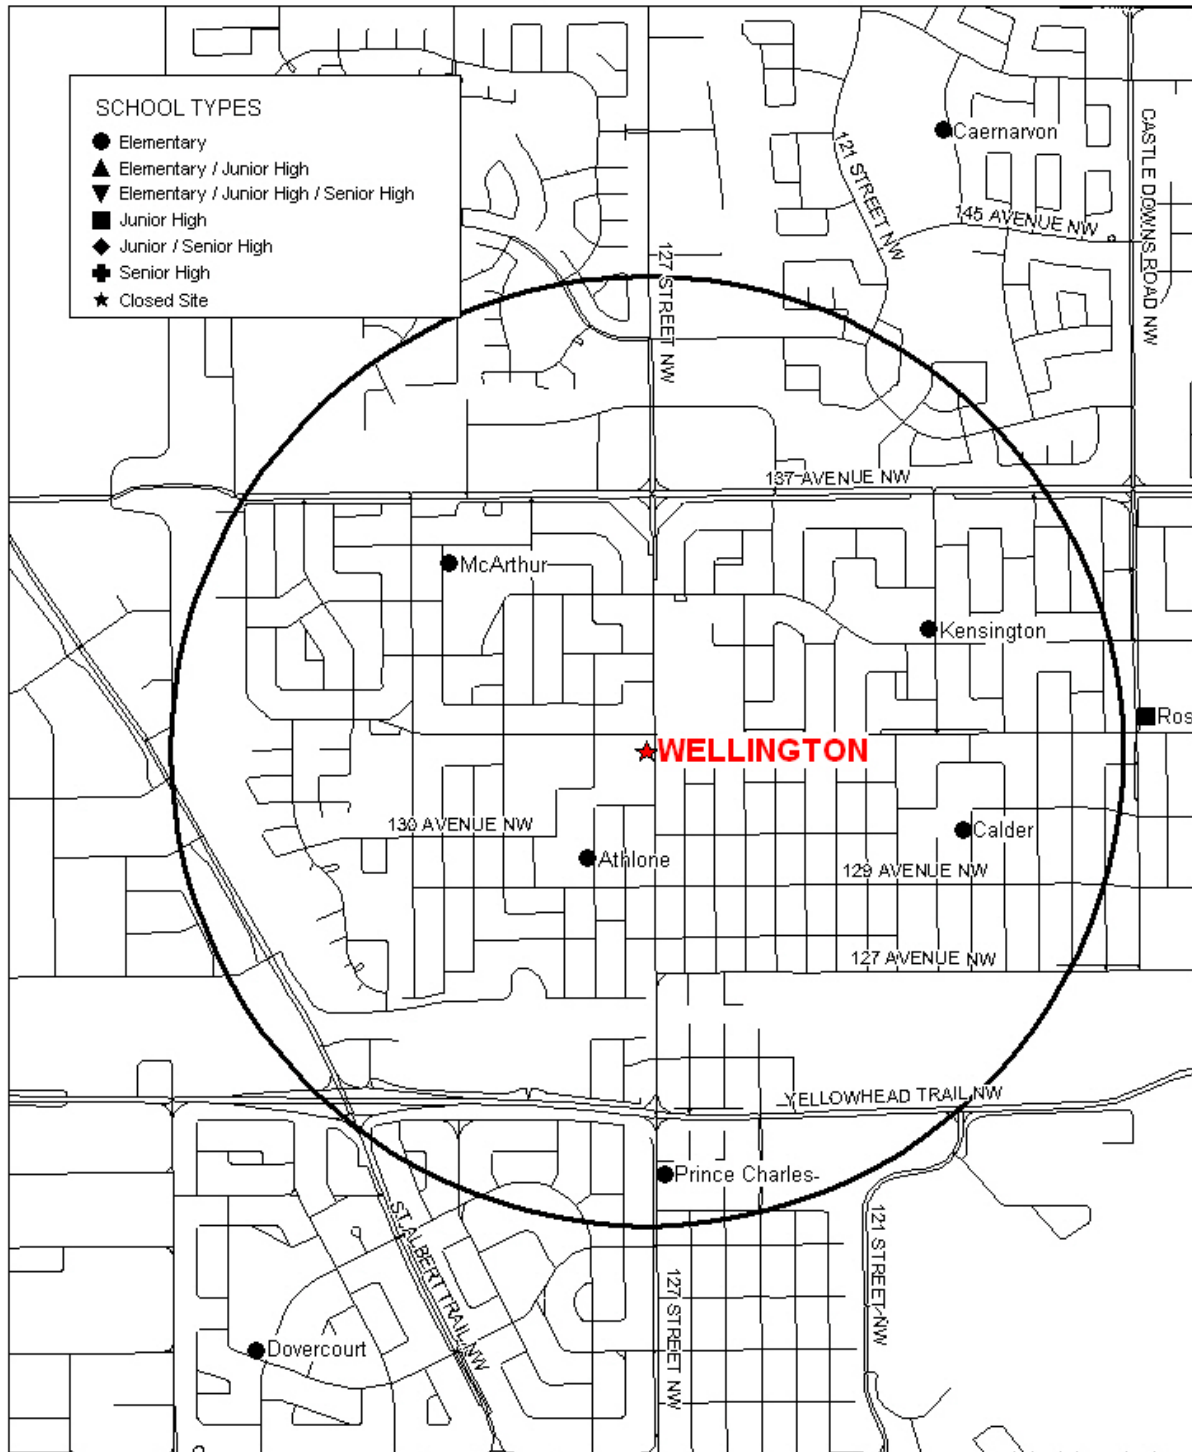 SCHOOL TYPES
Elementary
Elementary / Junior High
Elementary / Junior High / Senior High
Junior High
Junior / Senior High
Senior High
Closed Site
Caernarvon
CASTLE DOWNS ROAD NW
121 STREET NW
145 AVENUE NW
127 STREET NW
137 AVENUE NW
McArthur
Kensington
Ros
WELLINGTON
130 AVENUE NW
Calder
Athlone
129 AVENUE NW
127 AVENUE NW
YELLOWHEAD TRAIL NW
Prince Charles-
ST. ALBERT TRAIL NW
121 STREET NW
127 STREET NW
Dovercourt